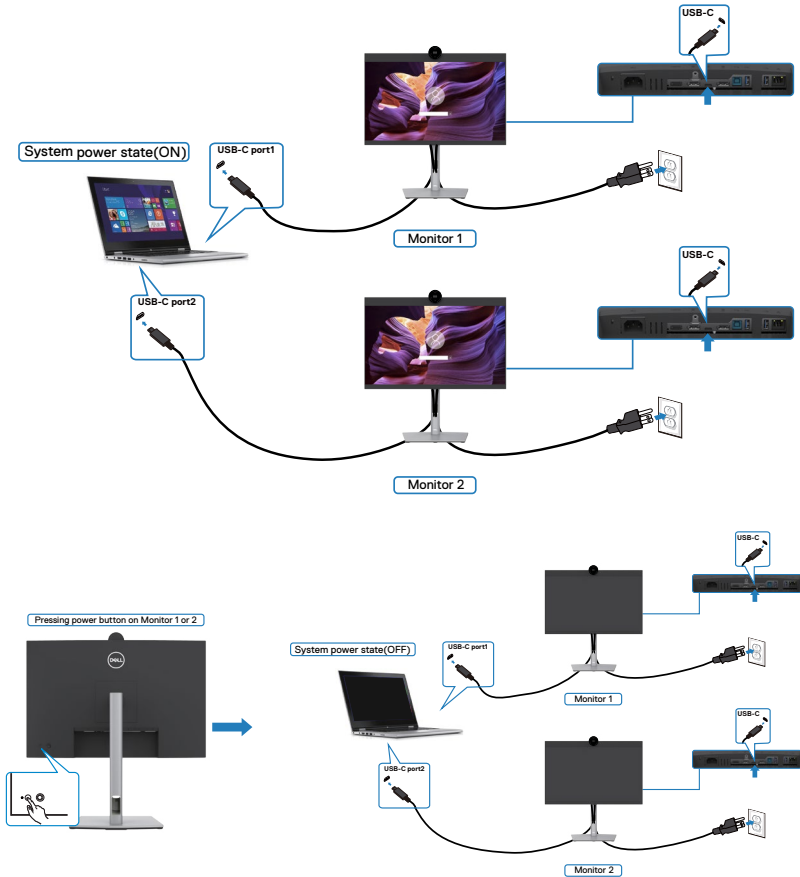 USB-C
System power state(ON)
USB-C port1
Monitor 1
USB-C
USB-C port2
Monitor 2
USB-C
Pressing power button on Monitor 1 or 2
DELL
System power state(OFF)
USB-C port1
Monitor 1
USB-C
USB-C port2
Monitor 2